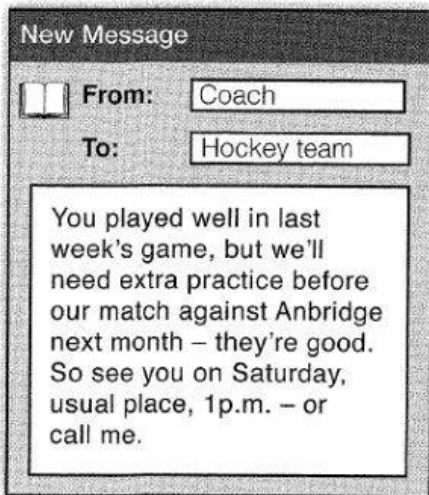 New Message
From: Coach
To: Hockey team
You played well in last
week's game, but we'll
need extra practice before
our match against Anbridge
next month – they're good.
So see you on Saturday,
usual place, 1p.m. – or
call me.